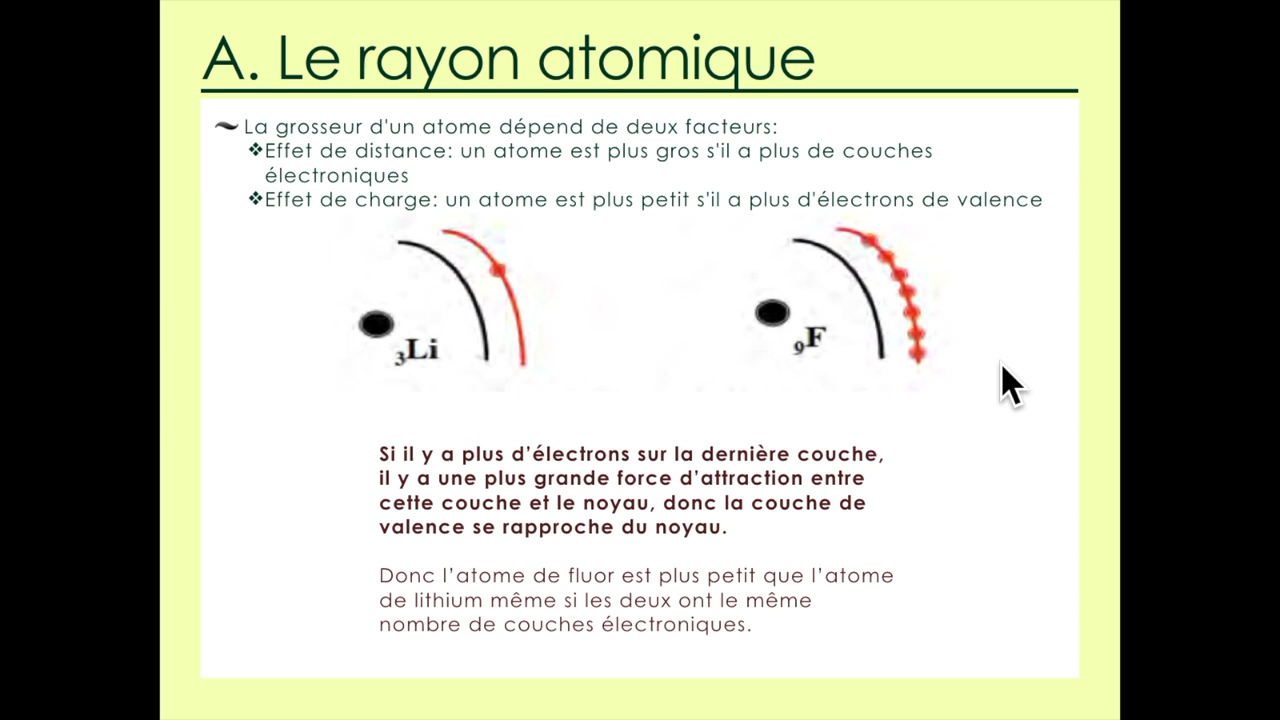 A. Le rayon atomique
La grosseur d'un atome dépend de deux facteurs:
❖Effet de distance: un atome est plus gros s'il a plus de couches
électroniques
❖Effet de charge: un atome est plus petit s'il a plus d'électrons de valence
₃Li
₉F
Si il y a plus d’électrons sur la dernière couche,
il y a une plus grande force d’attraction entre
cette couche et le noyau, donc la couche de
valence se rapproche du noyau.
Donc l’atome de fluor est plus petit que l’atome
de lithium même si les deux ont le même
nombre de couches électroniques.